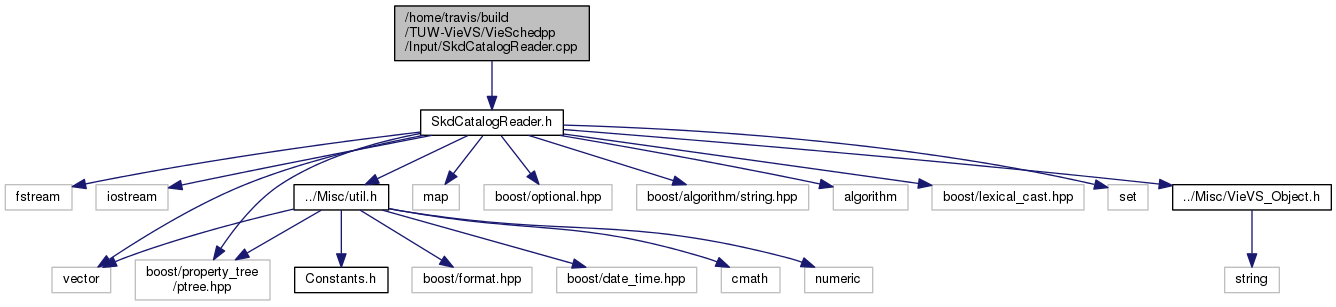 /home/travis/build
/TUW-VieVS/VieSchedpp
/Input/SkdCatalogReader.cpp
SkdCatalogReader.h
fstream
iostream
../Misc/util.h
map
boost/optional.hpp
boost/algorithm/string.hpp
algorithm
boost/lexical_cast.hpp
set
../Misc/VieVS_Object.h
vector
boost/property_tree
/ptree.hpp
Constants.h
boost/format.hpp
boost/date_time.hpp
cmath
numeric
string